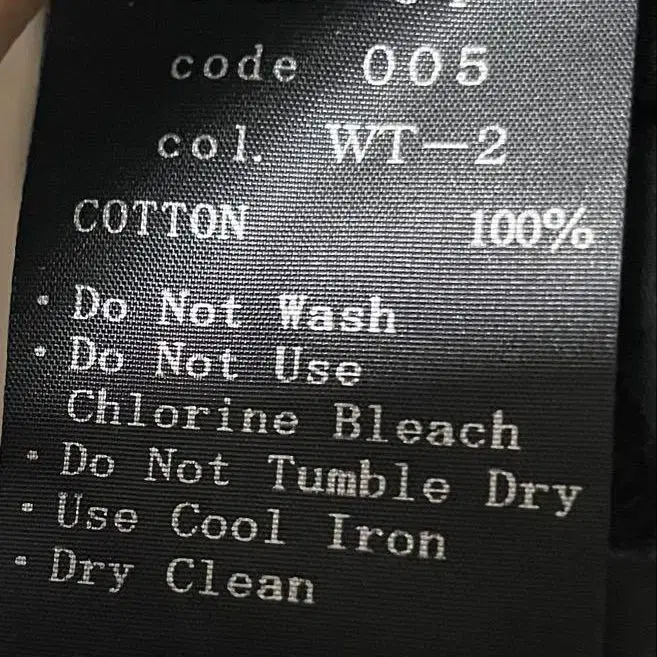 code 005
col. WT-2
COTTON 100%
· Do Not Wash
· Do Not Use
Chlorine Bleach
· Do Not Tumble Dry
· Use Cool Iron
· Dry Clean